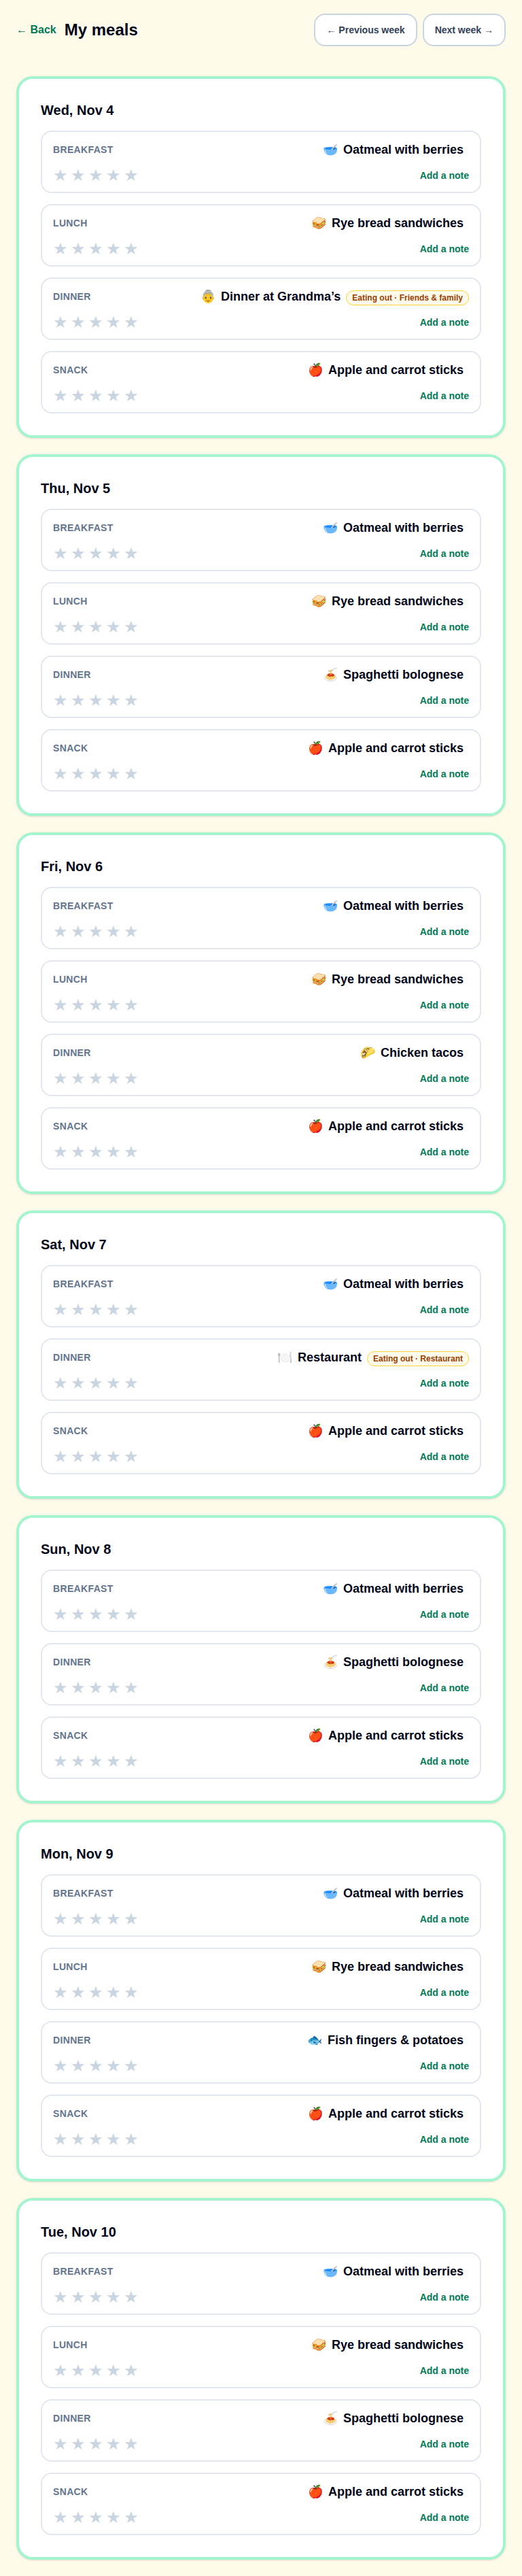 ← Back My meals ← Previous week Next week →
Wed, Nov 4
BREAKFAST 🥣 Oatmeal with berries
★ ★ ★ ★ ★ Add a note
LUNCH 🥪 Rye bread sandwiches
★ ★ ★ ★ ★ Add a note
DINNER 👵 Dinner at Grandma’s Eating out · Friends & family
★ ★ ★ ★ ★ Add a note
SNACK 🍎 Apple and carrot sticks
★ ★ ★ ★ ★ Add a note
Thu, Nov 5
BREAKFAST 🥣 Oatmeal with berries
★ ★ ★ ★ ★ Add a note
LUNCH 🥪 Rye bread sandwiches
★ ★ ★ ★ ★ Add a note
DINNER 🍝 Spaghetti bolognese
★ ★ ★ ★ ★ Add a note
SNACK 🍎 Apple and carrot sticks
★ ★ ★ ★ ★ Add a note
Fri, Nov 6
BREAKFAST 🥣 Oatmeal with berries
★ ★ ★ ★ ★ Add a note
LUNCH 🥪 Rye bread sandwiches
★ ★ ★ ★ ★ Add a note
DINNER 🌮 Chicken tacos
★ ★ ★ ★ ★ Add a note
SNACK 🍎 Apple and carrot sticks
★ ★ ★ ★ ★ Add a note
Sat, Nov 7
BREAKFAST 🥣 Oatmeal with berries
★ ★ ★ ★ ★ Add a note
DINNER 🍽️ Restaurant Eating out · Restaurant
★ ★ ★ ★ ★ Add a note
SNACK 🍎 Apple and carrot sticks
★ ★ ★ ★ ★ Add a note
Sun, Nov 8
BREAKFAST 🥣 Oatmeal with berries
★ ★ ★ ★ ★ Add a note
DINNER 🍝 Spaghetti bolognese
★ ★ ★ ★ ★ Add a note
SNACK 🍎 Apple and carrot sticks
★ ★ ★ ★ ★ Add a note
Mon, Nov 9
BREAKFAST 🥣 Oatmeal with berries
★ ★ ★ ★ ★ Add a note
LUNCH 🥪 Rye bread sandwiches
★ ★ ★ ★ ★ Add a note
DINNER 🐟 Fish fingers & potatoes
★ ★ ★ ★ ★ Add a note
SNACK 🍎 Apple and carrot sticks
★ ★ ★ ★ ★ Add a note
Tue, Nov 10
BREAKFAST 🥣 Oatmeal with berries
★ ★ ★ ★ ★ Add a note
LUNCH 🥪 Rye bread sandwiches
★ ★ ★ ★ ★ Add a note
DINNER 🍝 Spaghetti bolognese
★ ★ ★ ★ ★ Add a note
SNACK 🍎 Apple and carrot sticks
★ ★ ★ ★ ★ Add a note